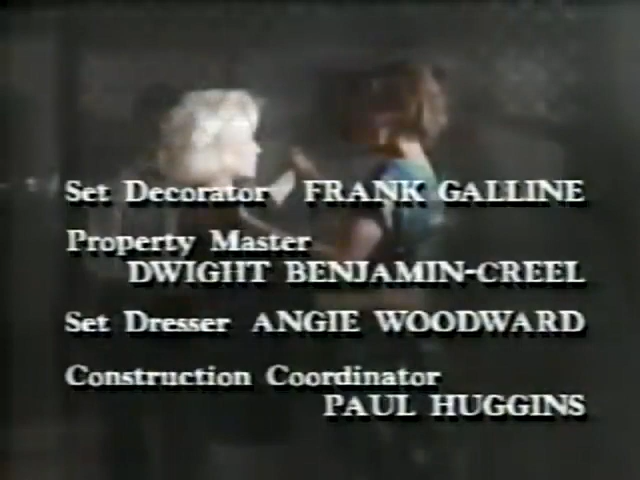 Set Decorator FRANK GALLINE
Property Master
DWIGHT BENJAMIN-CREEL
Set Dresser ANGIE WOODWARD
Construction Coordinator
PAUL HUGGINS